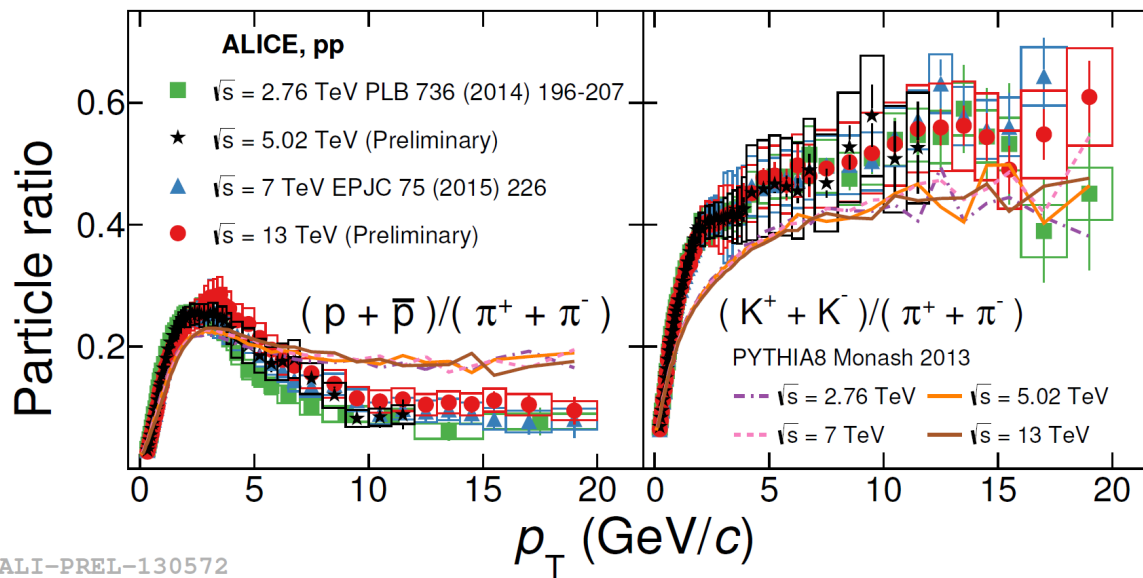 ALICE, pp
√s = 2.76 TeV PLB 736 (2014) 196-207
√s = 5.02 TeV (Preliminary)
√s = 7 TeV EPJC 75 (2015) 226
√s = 13 TeV (Preliminary)
Particle ratio
0.6
0.4
0.2
( p + p̅ )/( π⁺ + π⁻ )
( K⁺ + K⁻ )/( π⁺ + π⁻ )
PYTHIA8 Monash 2013
√s = 2.76 TeV
√s = 5.02 TeV
√s = 7 TeV
√s = 13 TeV
0 5 10 15 20
0 5 10 15 20
p_T (GeV/c)
ALI-PREL-130572